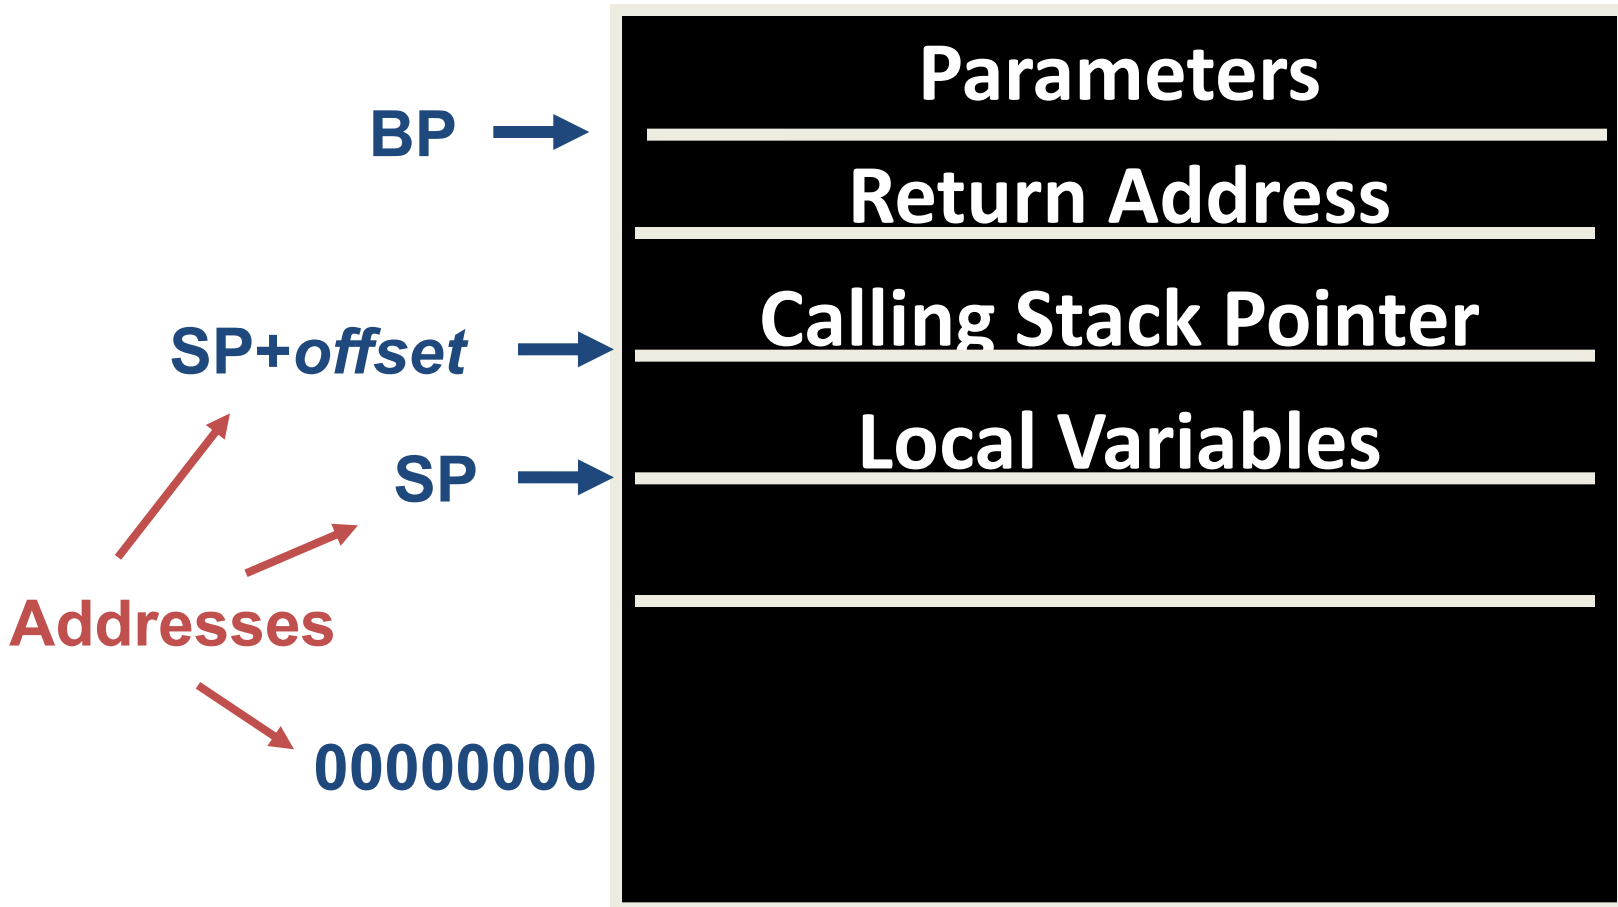 Parameters
BP
Return Address
Calling Stack Pointer
SP+offset
Local Variables
SP
Addresses
00000000